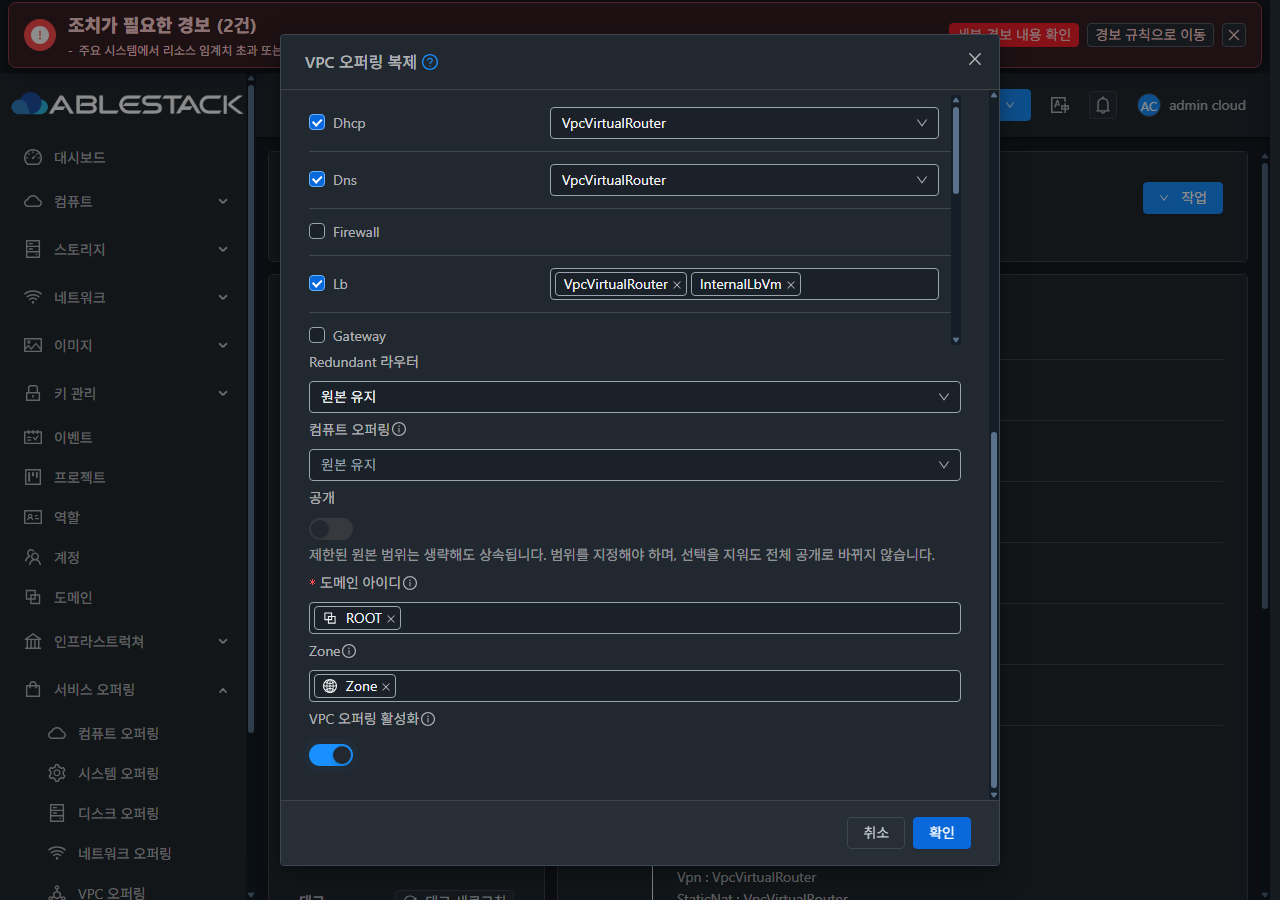 조치가 필요한 경보 (2건)
- 주요 시스템에서 리소스 임계치 초과 또는
세부 경보 내용 확인
경보 규칙으로 이동
ABLESTACK
AC
admin cloud
대시보드
컴퓨트
스토리지
네트워크
이미지
키 관리
이벤트
프로젝트
역할
계정
도메인
인프라스트럭쳐
서비스 오퍼링
컴퓨트 오퍼링
시스템 오퍼링
디스크 오퍼링
네트워크 오퍼링
VPC 오퍼링
작업
VPC 오퍼링 복제
Dhcp
VpcVirtualRouter
Dns
VpcVirtualRouter
Firewall
Lb
VpcVirtualRouter
InternalLbVm
Gateway
Redundant 라우터
원본 유지
컴퓨트 오퍼링
원본 유지
공개
제한된 원본 범위는 생략해도 상속됩니다. 범위를 지정해야 하며, 선택을 지워도 전체 공개로 바뀌지 않습니다.
* 도메인 아이디
ROOT
Zone
Zone
VPC 오퍼링 활성화
취소
확인
Vpn : VpcVirtualRouter
StaticNat : VpcVirtualRouter